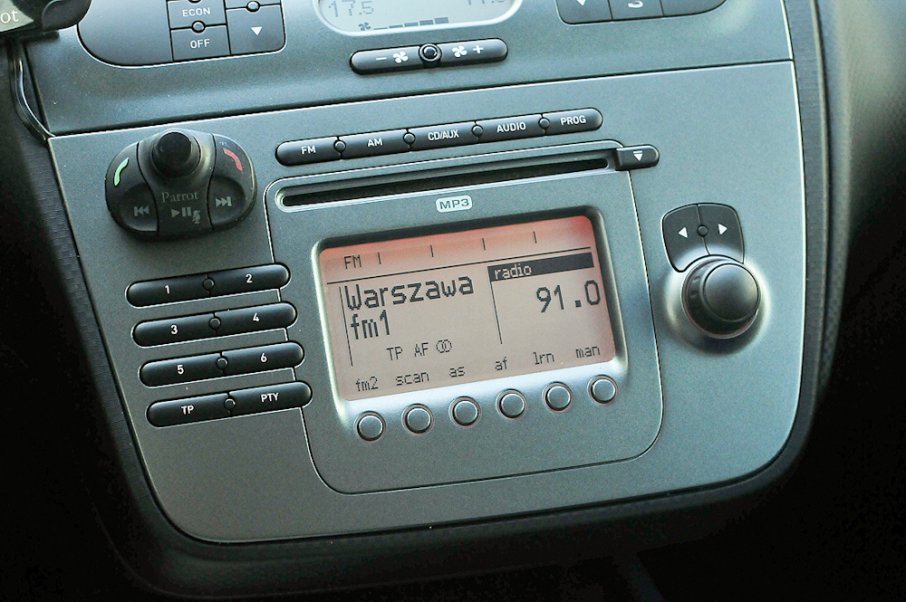 ot
ECON
OFF
17.5
− +
FM AM CD/AUX AUDIO PROG
Parrot
MP3
1 2
3 4
5 6
TP PTY
FM
radio
Warszawa
91.0
fm1
TP AF
fm2 scan as af lrn man